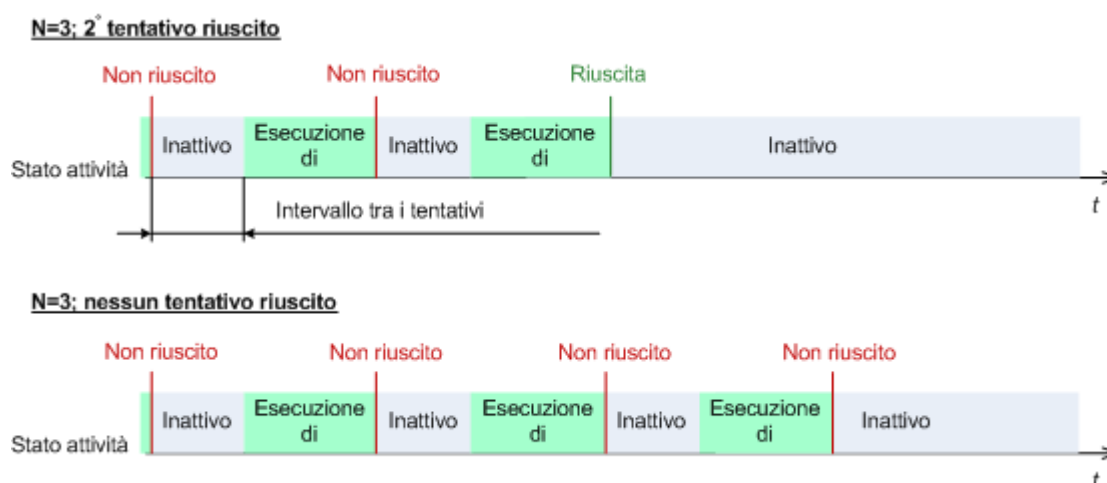 N=3; 2° tentativo riuscito
Non riuscito Non riuscito Riuscita
Stato attività
Inattivo
Esecuzione
di
Inattivo
Esecuzione
di
Inattivo
t
Intervallo tra i tentativi
N=3; nessun tentativo riuscito
Non riuscito Non riuscito Non riuscito Non riuscito
Stato attività
Inattivo
Esecuzione
di
Inattivo
Esecuzione
di
Inattivo
Esecuzione
di
Inattivo
t